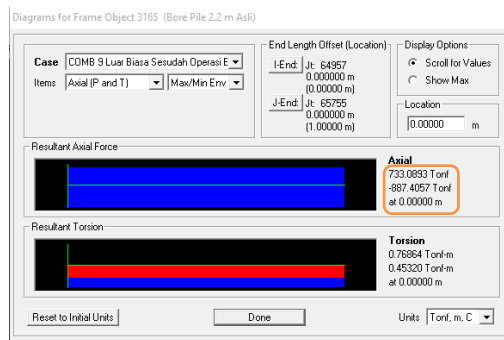 Diagrams for Frame Object 3165 (Bore Pile 2.2 m Asli)
Case COMB 9 Luar Biasa Sesudah Operasi E
Items Axial (P and T) Max/Min Env
End Length Offset (Location)
I-End: Jt: 64957
0.000000 m
(0.00000 m)
J-End: Jt: 65755
0.000000 m
(1.00000 m)
Display Options
Scroll for Values
Show Max
Location
0.00000 m
Resultant Axial Force
Axial
733.0893 Tonf
-887.4057 Tonf
at 0.00000 m
Resultant Torsion
Torsion
0.76864 Tonf-m
0.45320 Tonf-m
at 0.00000 m
Reset to Initial Units
Done
Units Tonf, m, C